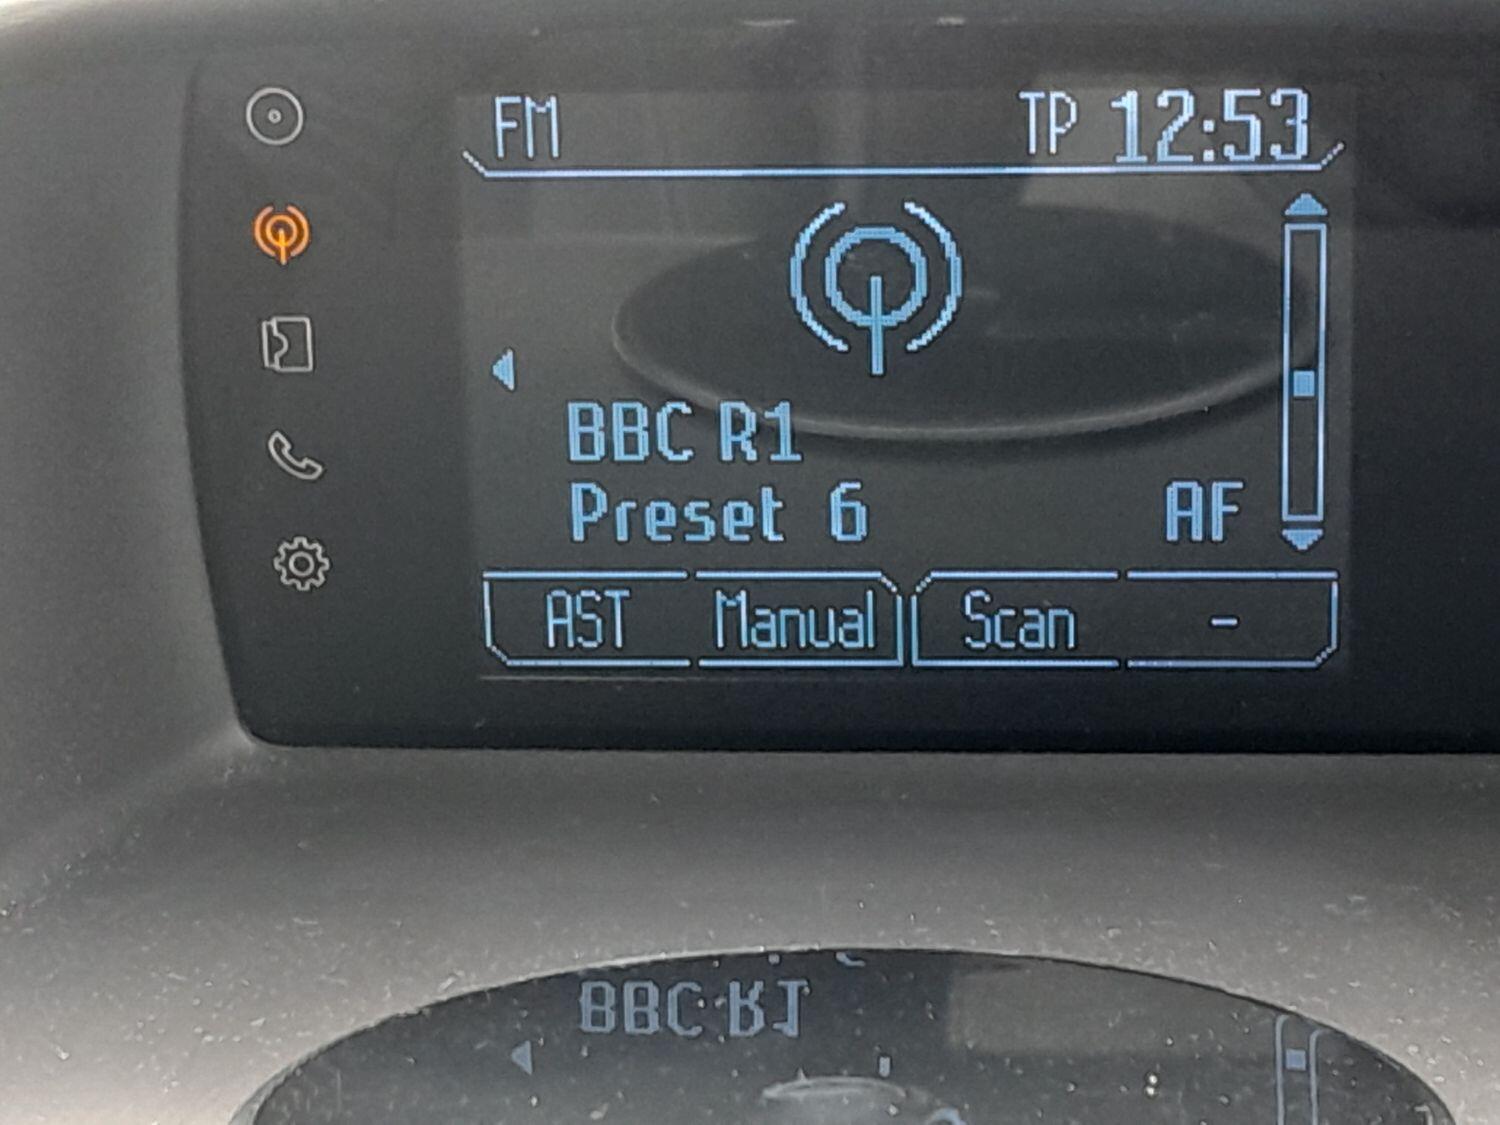 FM TP 12:53
BBC R1
Preset 6 AF
AST Manual Scan -
BBC R1